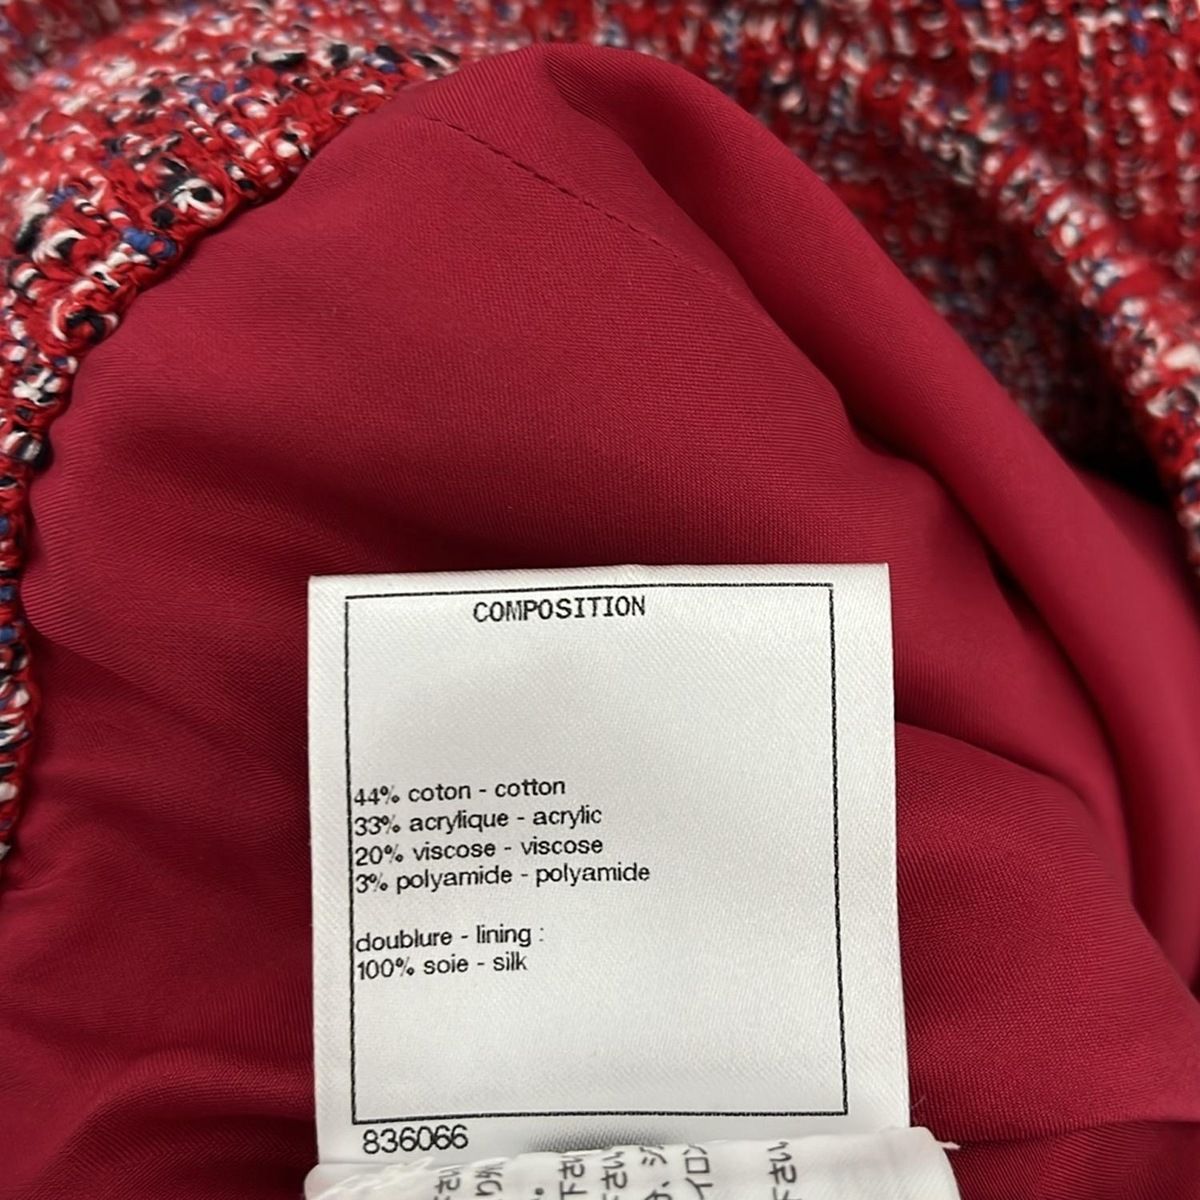 COMPOSITION
44% coton - cotton
33% acrylique - acrylic
20% viscose - viscose
3% polyamide - polyamide
doublure - lining :
100% soie - silk
836066